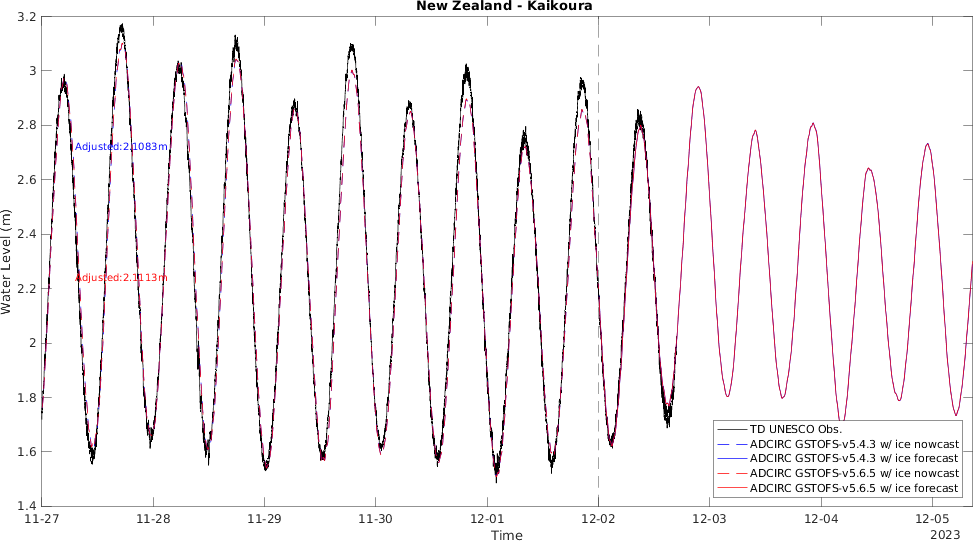 New Zealand - Kaikoura
3.2
3
2.8
2.6
2.4
2.2
2
1.8
1.6
1.4
Water Level (m)
Adjusted:2.1083m
Adjusted:2.1113m
TD UNESCO Obs.
ADCIRC GSTOFS-v5.4.3 w/ ice nowcast
ADCIRC GSTOFS-v5.4.3 w/ ice forecast
ADCIRC GSTOFS-v5.6.5 w/ ice nowcast
ADCIRC GSTOFS-v5.6.5 w/ ice forecast
11-27 11-28 11-29 11-30 12-01 12-02 12-03 12-04 12-05
Time
2023